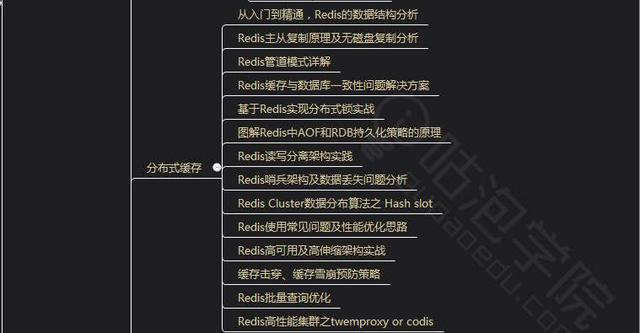 从入门到精通，Redis的数据结构分析
Redis主从复制原理及无磁盘复制分析
Redis管道模式详解
Redis缓存与数据库一致性问题解决方案
基于Redis实现分布式锁实战
图解Redis中AOF和RDB持久化策略的原理
Redis读写分离架构实践
分布式缓存
Redis哨兵架构及数据丢失问题分析
Redis Cluster数据分布算法之 Hash slot
Redis使用常见问题及性能优化思路
Redis高可用及高伸缩架构实战
缓存击穿、缓存雪崩预防策略
Redis批量查询优化
Redis高性能集群之twemproxy or codis
咕泡学院
gupaoedu.com